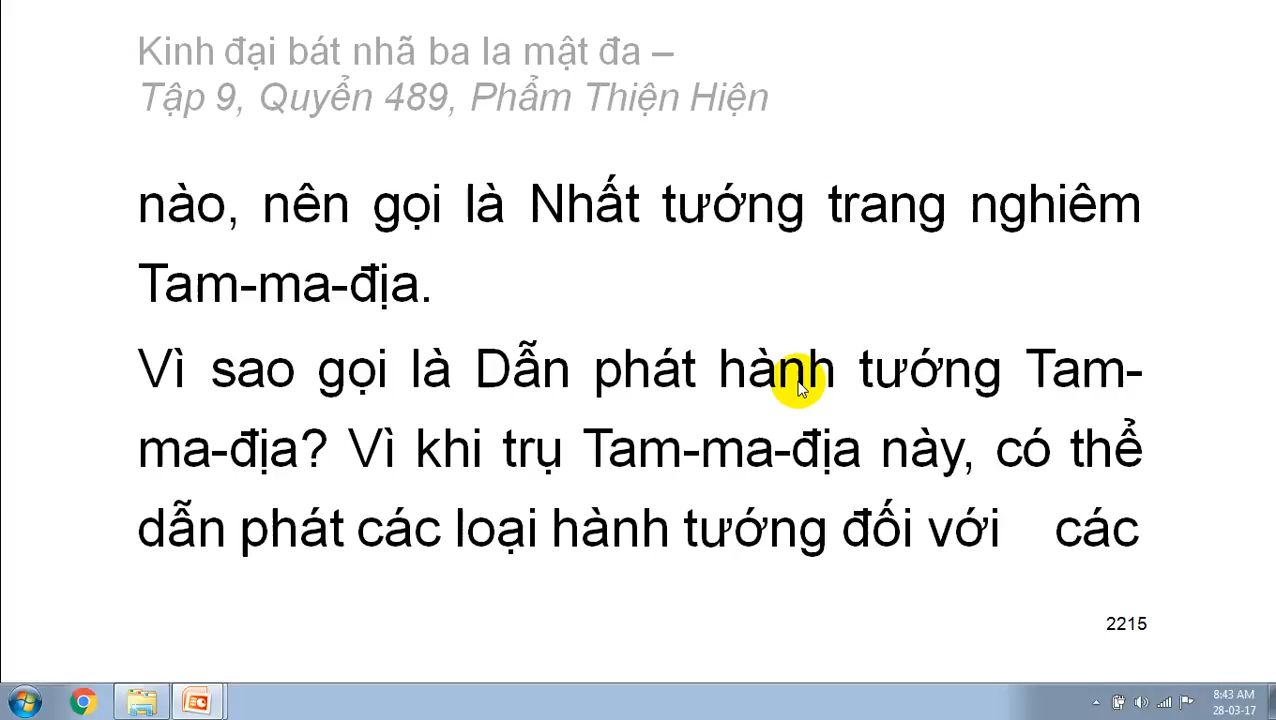 Kinh đại bát nhã ba la mật đa –
Tập 9, Quyển 489, Phẩm Thiện Hiện
nào, nên gọi là Nhất tướng trang nghiêm
Tam-ma-địa.
Vì sao gọi là Dẫn phát hành tướng Tam-
ma-địa? Vì khi trụ Tam-ma-địa này, có thể
dẫn phát các loại hành tướng đối với các
2215
8:43 AM
28-03-17